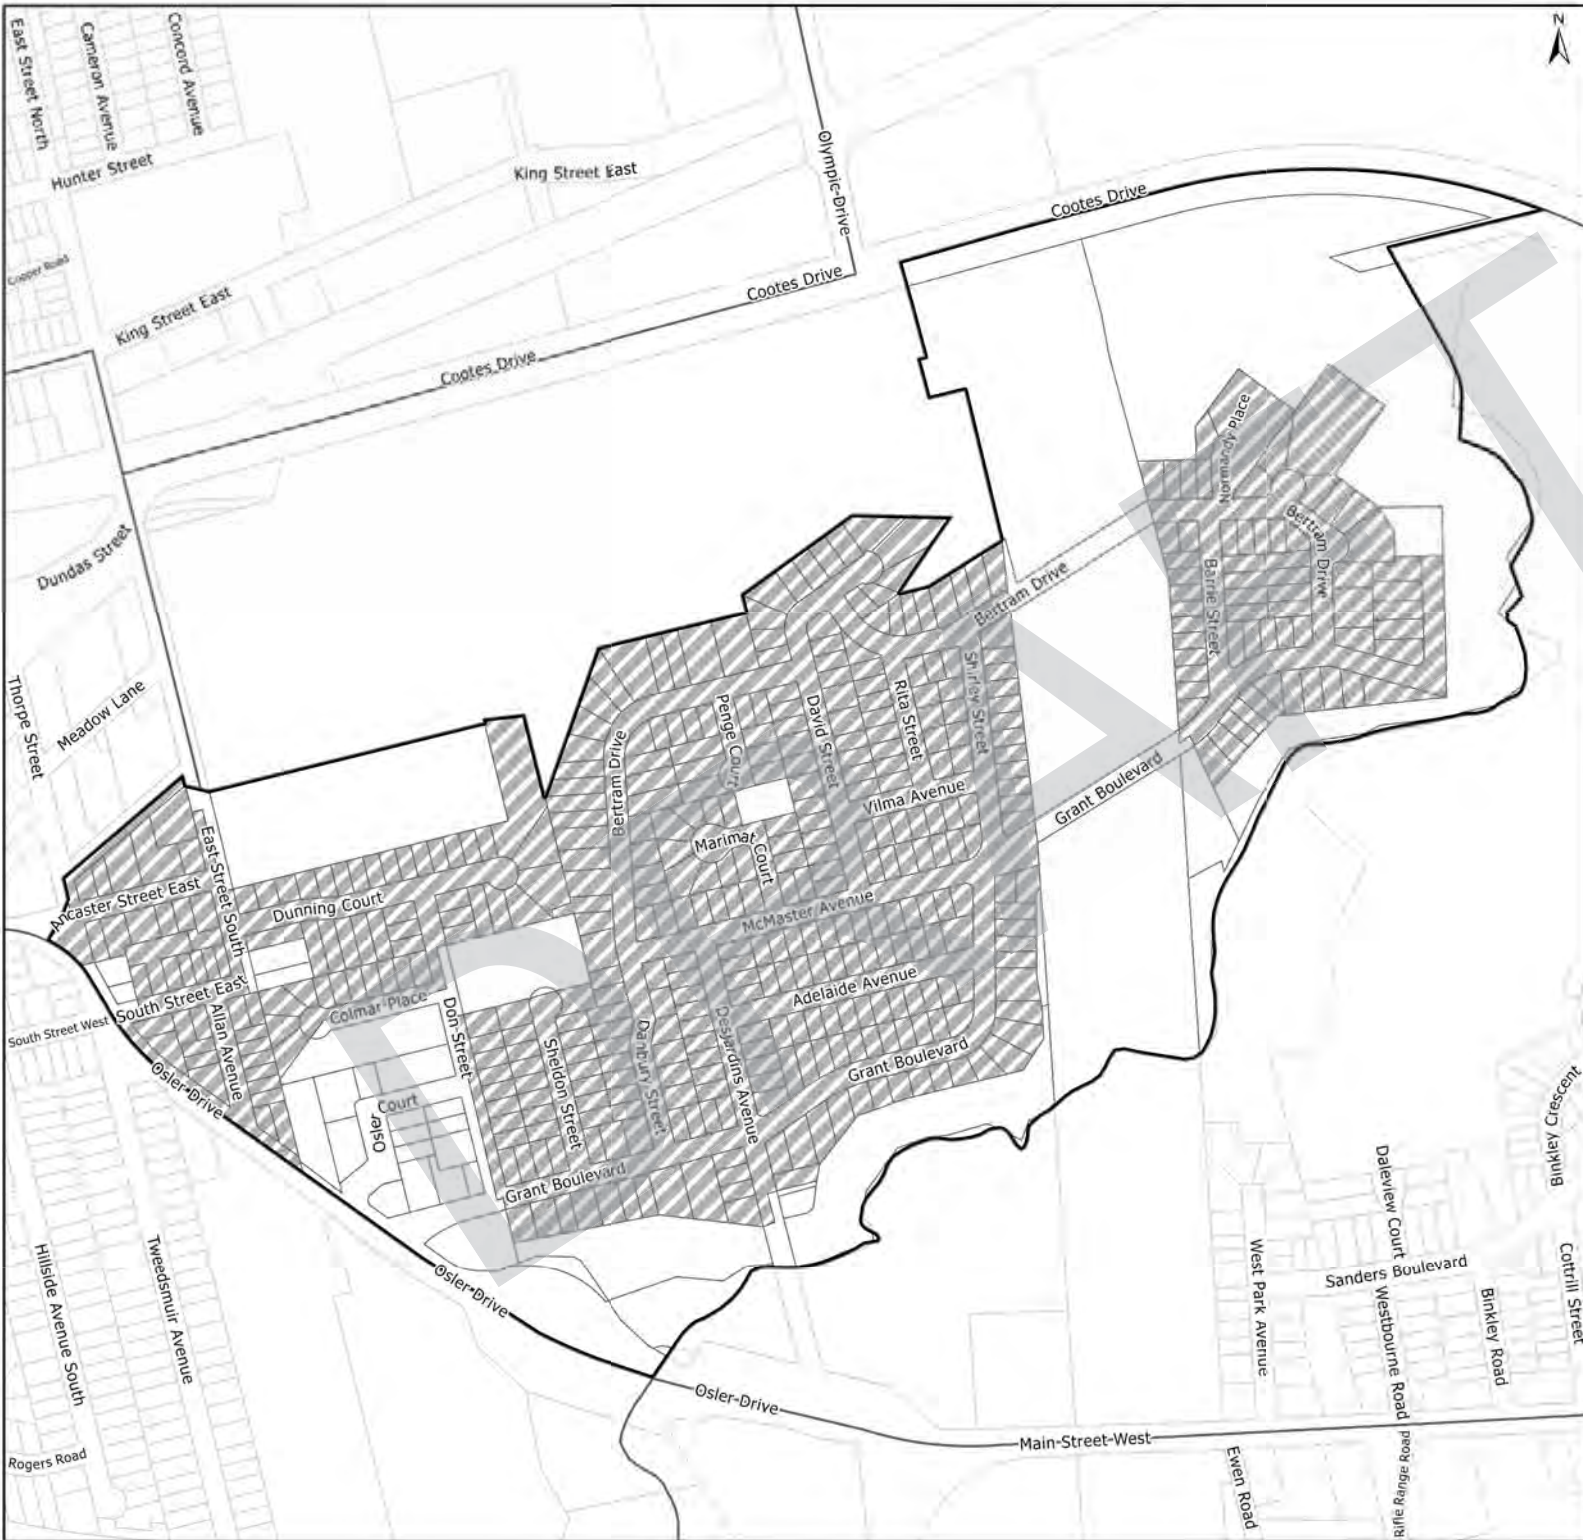 N
East Street North
Cameron Avenue
Concord Avenue
Hunter Street
King Street East
Olympic Drive
Cootes Drive
Cooper Road
King Street East
Cootes Drive
Cootes Drive
Normandy Place
Bertram Drive
Barrie Street
Dundas Street
Bertram Drive
Thorpe Street
Meadow Lane
Shirley Street
Rita Street
David Street
Penge Court
Bertram Drive
Vilma Avenue
Grant Boulevard
Marimat Court
East Street South
Ancaster Street East
Dunning Court
McMaster Avenue
South Street East
Adelaide Avenue
Colmar Place
Don Street
South Street West
Allan Avenue
Desjardins Avenue
Danbury Street
Sheldon Street
Grant Boulevard
Osler Drive
Osler Court
Grant Boulevard
Binkley Crescent
Daleview Court
Hillside Avenue South
Tweedsmuir Avenue
Osler Drive
West Park Avenue
Sanders Boulevard
Westbourne Road
Binkley Road
Cottrill Street
Osler Drive
Main Street West
Rogers Road
Ewen Road
Rifle Range Road
DRAFT